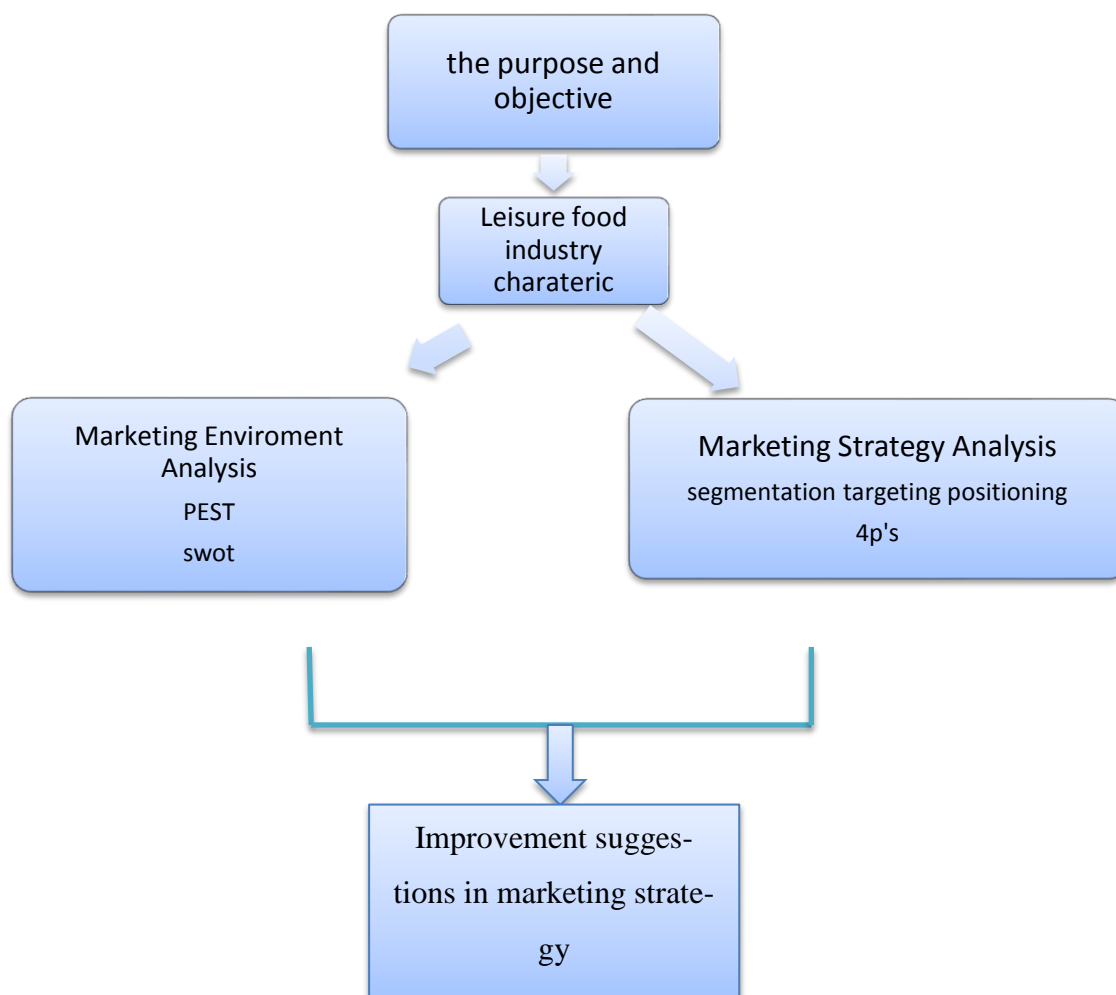 the purpose and
objective
Leisure food
industry
charateric
Marketing Enviroment
Analysis
PEST
swot
Marketing Strategy Analysis
segmentation targeting positioning
4p's
Improvement sugges-
tions in marketing strate-
gy